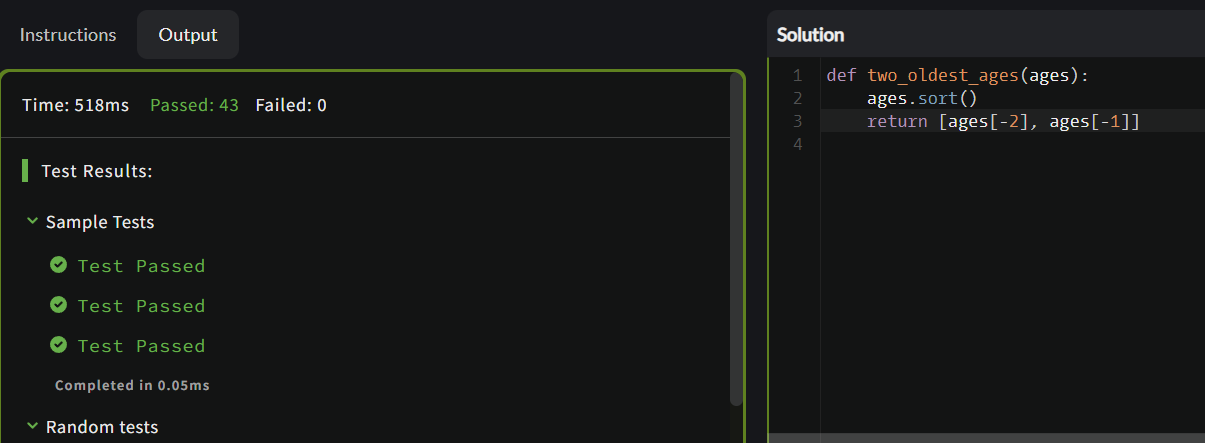 Instructions
Output
Time: 518ms Passed: 43 Failed: 0
Test Results:
Sample Tests
Test Passed
Test Passed
Test Passed
Completed in 0.05ms
Random tests
Solution
1 def two_oldest_ages(ages):
2     ages.sort()
3     return [ages[-2], ages[-1]]
4